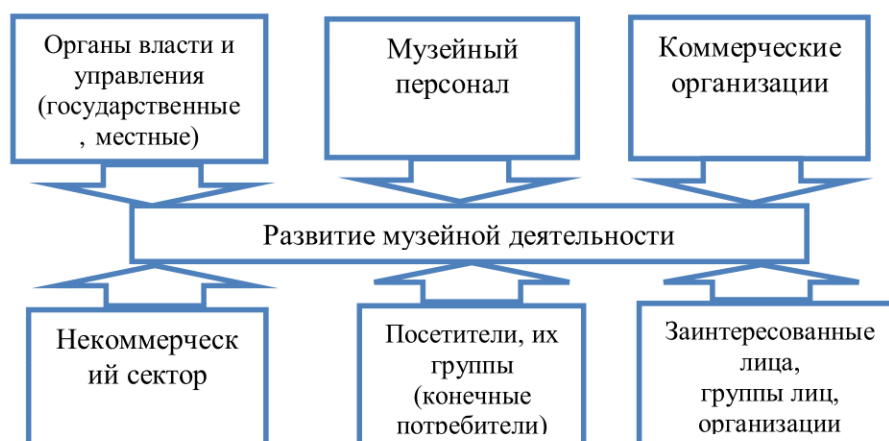 Органы власти и
управления
(государственные
, местные)
Музейный
персонал
Коммерческие
организации
Развитие музейной деятельности
Некоммерческ
ий сектор
Посетители, их
группы
(конечные
потребители)
Заинтересованные
лица,
группы лиц,
организации